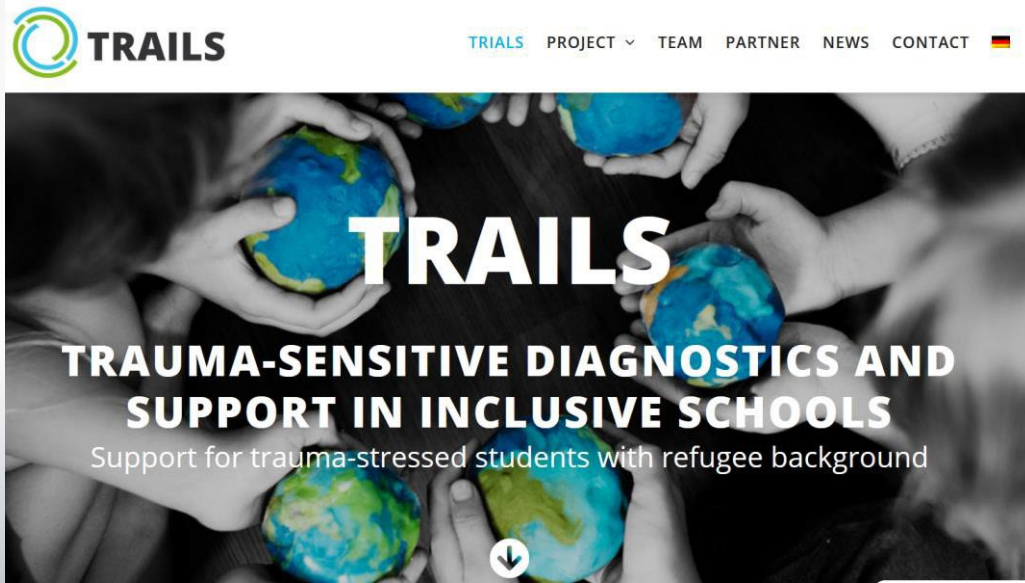 TRAILS
TRIALS PROJECT TEAM PARTNER NEWS CONTACT
TRAILS
TRAUMA-SENSITIVE DIAGNOSTICS AND
SUPPORT IN INCLUSIVE SCHOOLS
Support for trauma-stressed students with refugee background